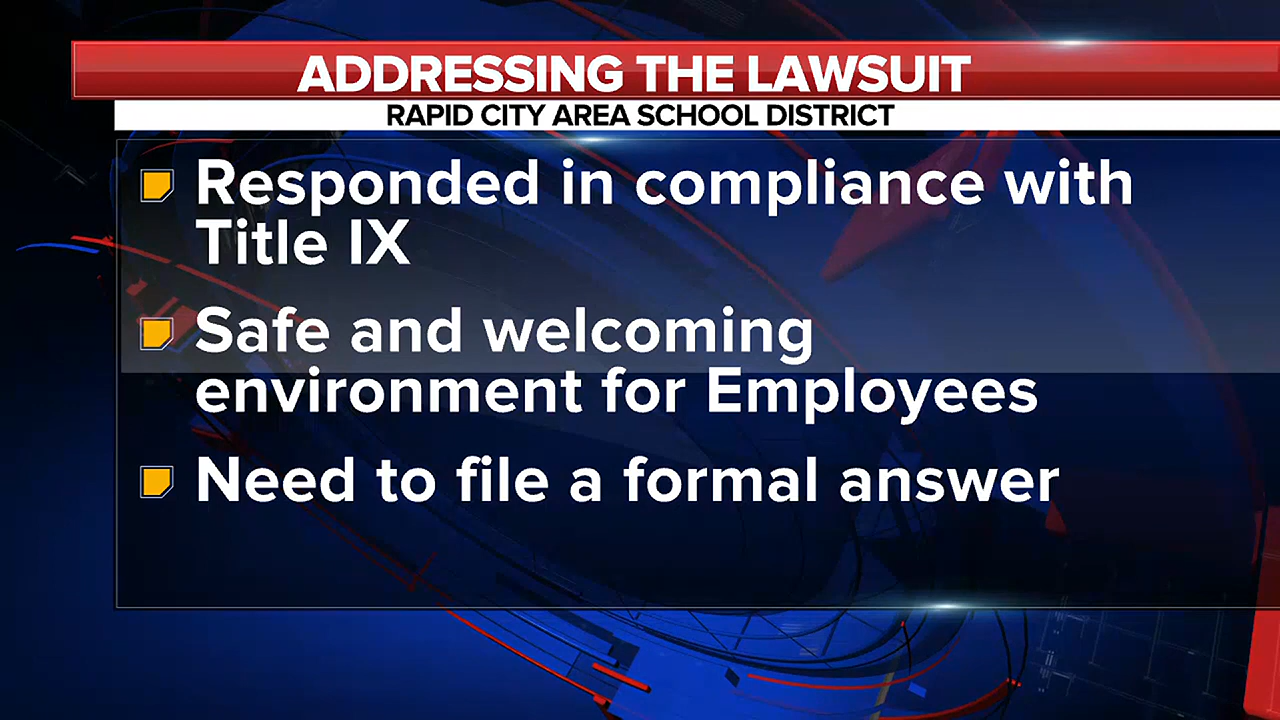 ADDRESSING THE LAWSUIT
RAPID CITY AREA SCHOOL DISTRICT
Responded in compliance with
Title IX
Safe and welcoming
environment for Employees
Need to file a formal answer